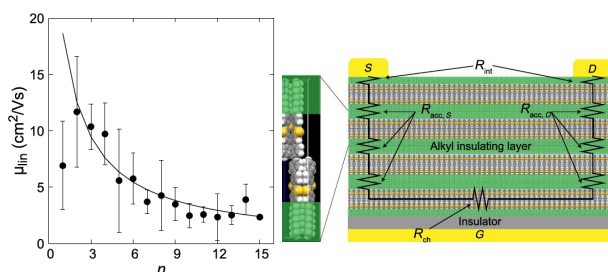 μlin (cm²/Vs)
20
15
10
5
0
0 3 6 9 12 15
n
S
Rint
D
Racc, S
Racc, D
Alkyl insulating layer
Insulator
Rch
G